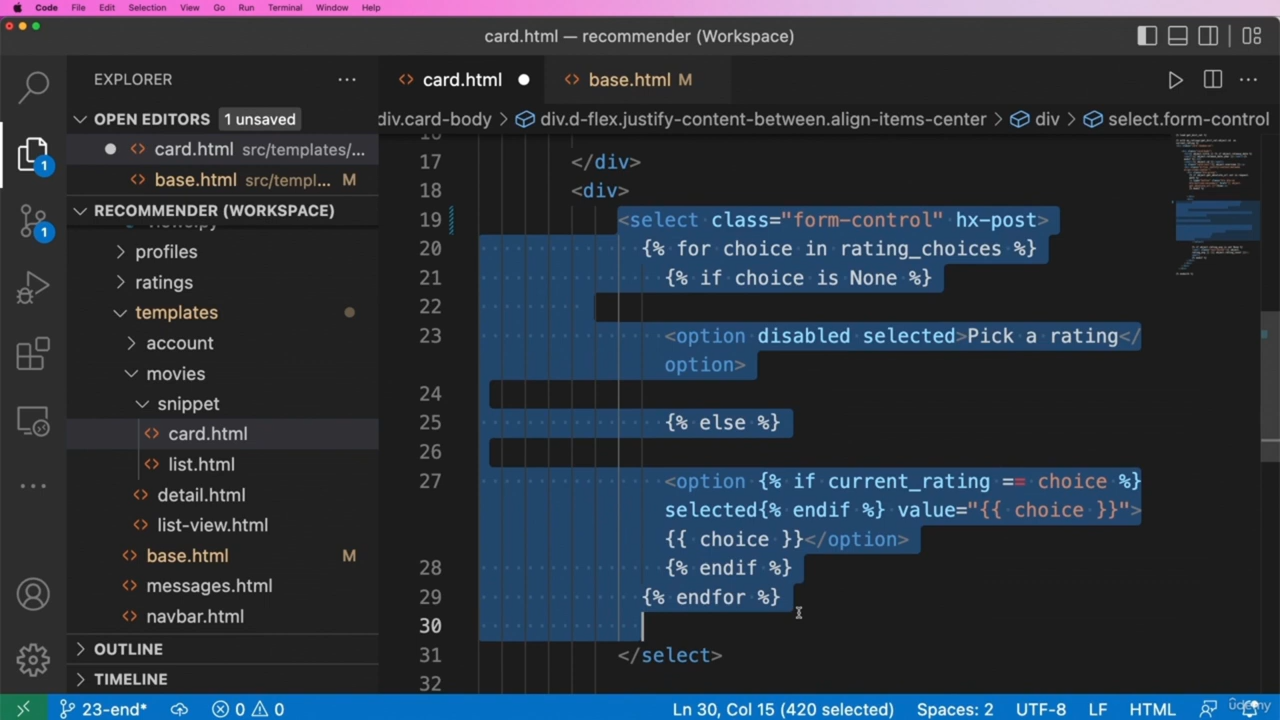 Code File Edit Selection View Go Run Terminal Window Help
card.html — recommender (Workspace)
EXPLORER
card.html
base.html M
OPEN EDITORS 1 unsaved
div.card-body > div.d-flex.justify-content-between.align-items-center > div > select.form-control
card.html src/templates/...
base.html src/templ... M
RECOMMENDER (WORKSPACE)
profiles
ratings
templates
account
movies
snippet
card.html
list.html
detail.html
list-view.html
base.html M
messages.html
navbar.html
OUTLINE
TIMELINE
1
1
17 </div>
18 <div>
19 <select class="form-control" hx-post>
20 {% for choice in rating_choices %}
21 {% if choice is None %}
22
23 <option disabled selected>Pick a rating</
option>
24
25 {% else %}
26
27 <option {% if current_rating == choice %}
selected{% endif %} value="{{ choice }}">
{{ choice }}</option>
28 {% endif %}
29 {% endfor %}
30
31 </select>
32
23-end* 0 0 Ln 30, Col 15 (420 selected) Spaces: 2 UTF-8 LF HTML
udemy